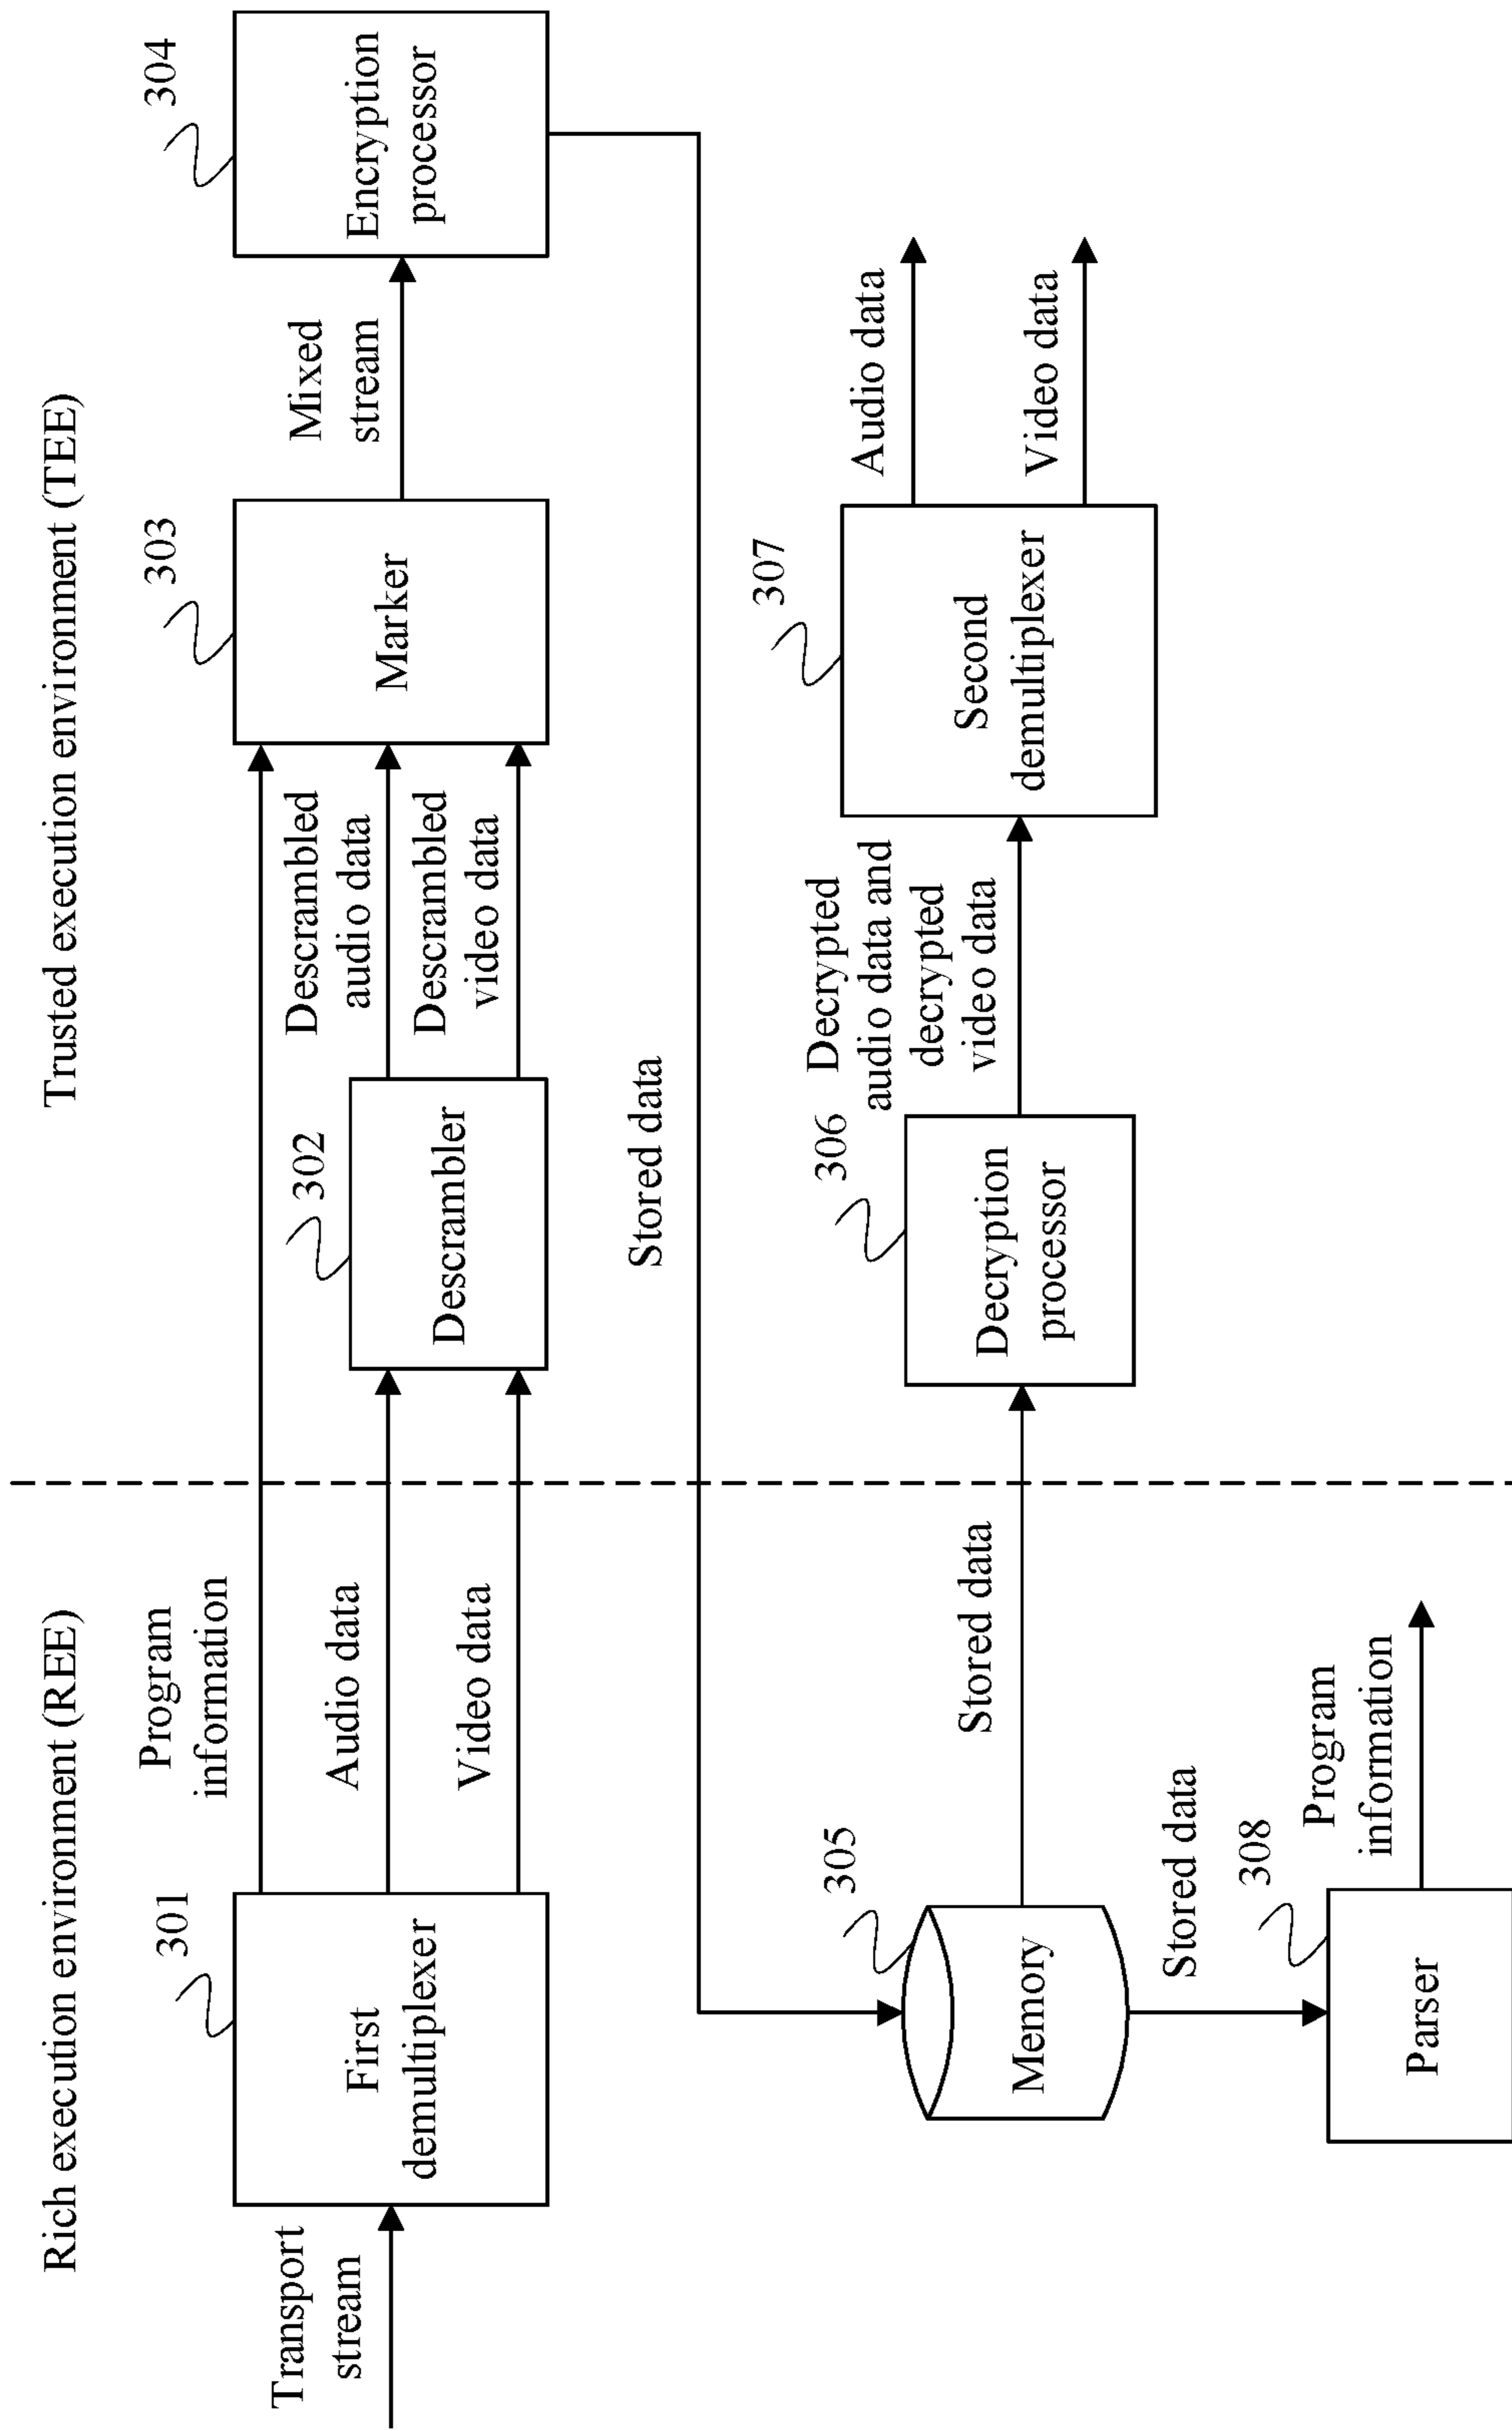 Rich execution environment (REE)
Trusted execution environment (TEE)
Transport
stream
301
First
demultiplexer
Program
information
Audio data
Video data
302
Descrambler
Descrambled
audio data
Descrambled
video data
303
Marker
Mixed
stream
304
Encryption
processor
Stored data
305
Memory
Stored data
306
Decryption
processor
Decrypted
audio data and
decrypted
video data
307
Second
demultiplexer
Audio data
Video data
Stored data
308
Parser
Program
information